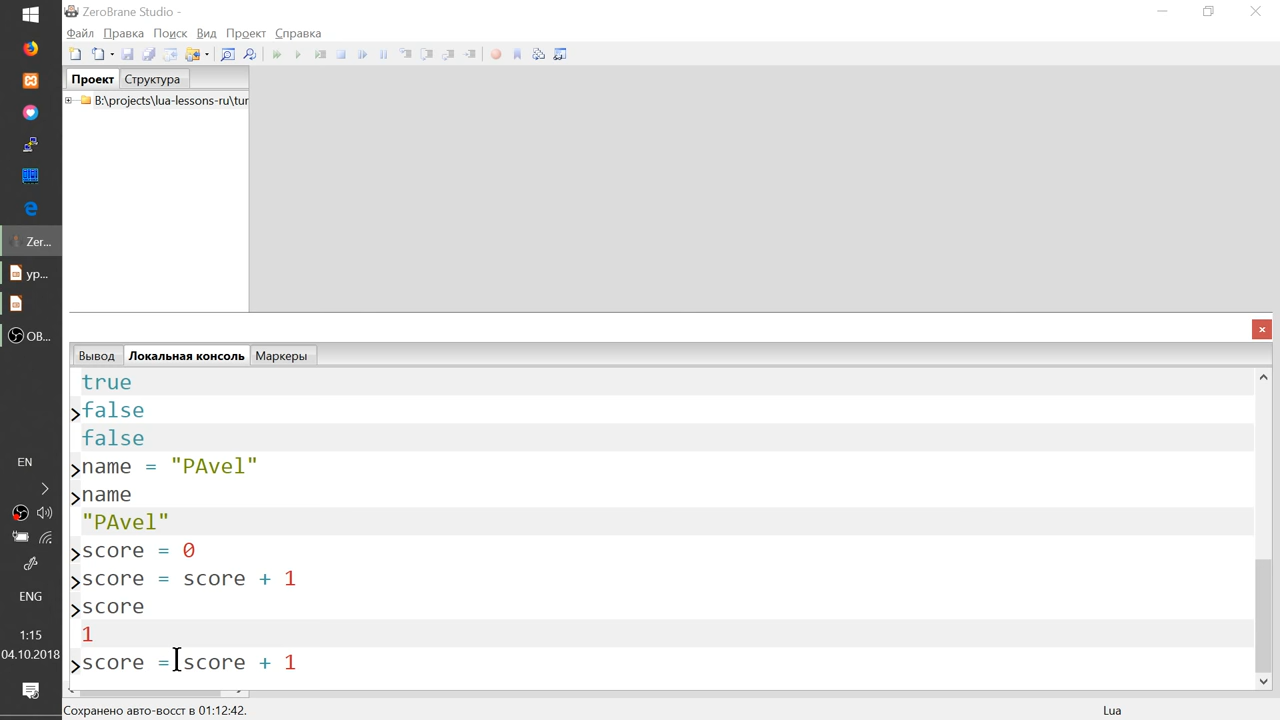 ZeroBrane Studio -
Файл Правка Поиск Вид Проект Справка
Проект Структура
B:\projects\lua-lessons-ru\tur
Zer...
ур...
OB...
Вывод Локальная консоль Маркеры
true
>false
false
>name = "PAvel"
>name
"PAvel"
>score = 0
>score = score + 1
>score
1
>score = score + 1
EN
ENG
1:15
04.10.2018
Сохранено авто-восст в 01:12:42.
Lua